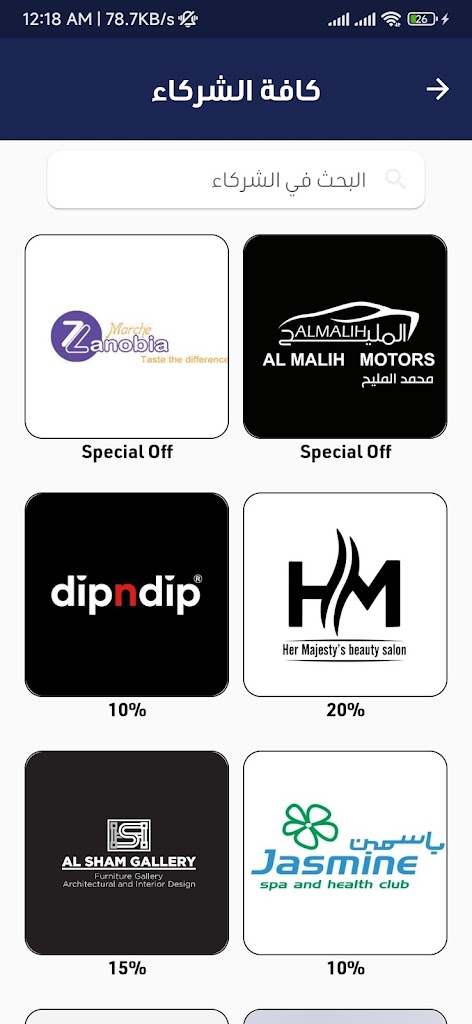 12:18 AM | 78.7KB/s
26
كافة الشركاء
البحث في الشركاء
Marche
Zanobia
Taste the difference
المليح ALMALIH
AL MALIH MOTORS
محمد المليح
Special Off
Special Off
dipndip®
HM
Her Majesty's beauty salon
10%
20%
AL SHAM GALLERY
Furniture Gallery
Architectural and Interior Design
ياسمين
Jasmine
spa and health club
15%
10%